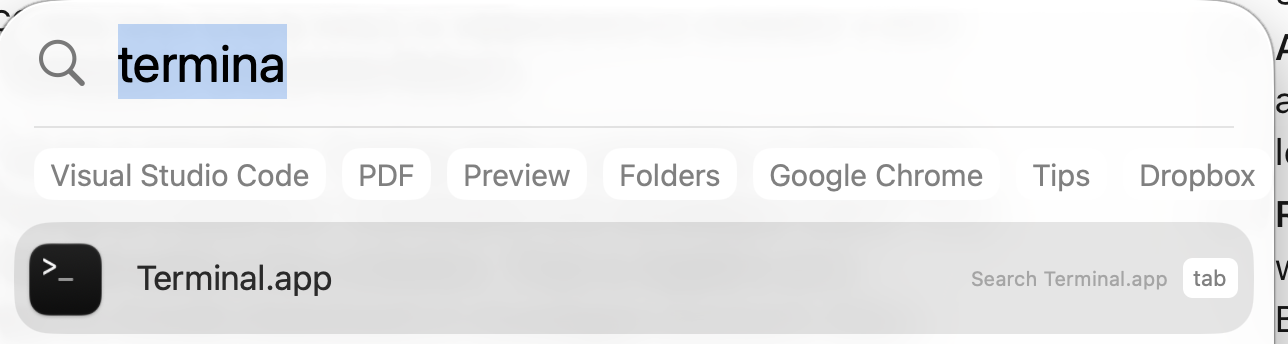 termina
Visual Studio Code PDF Preview Folders Google Chrome Tips Dropbox
Terminal.app Search Terminal.app tab